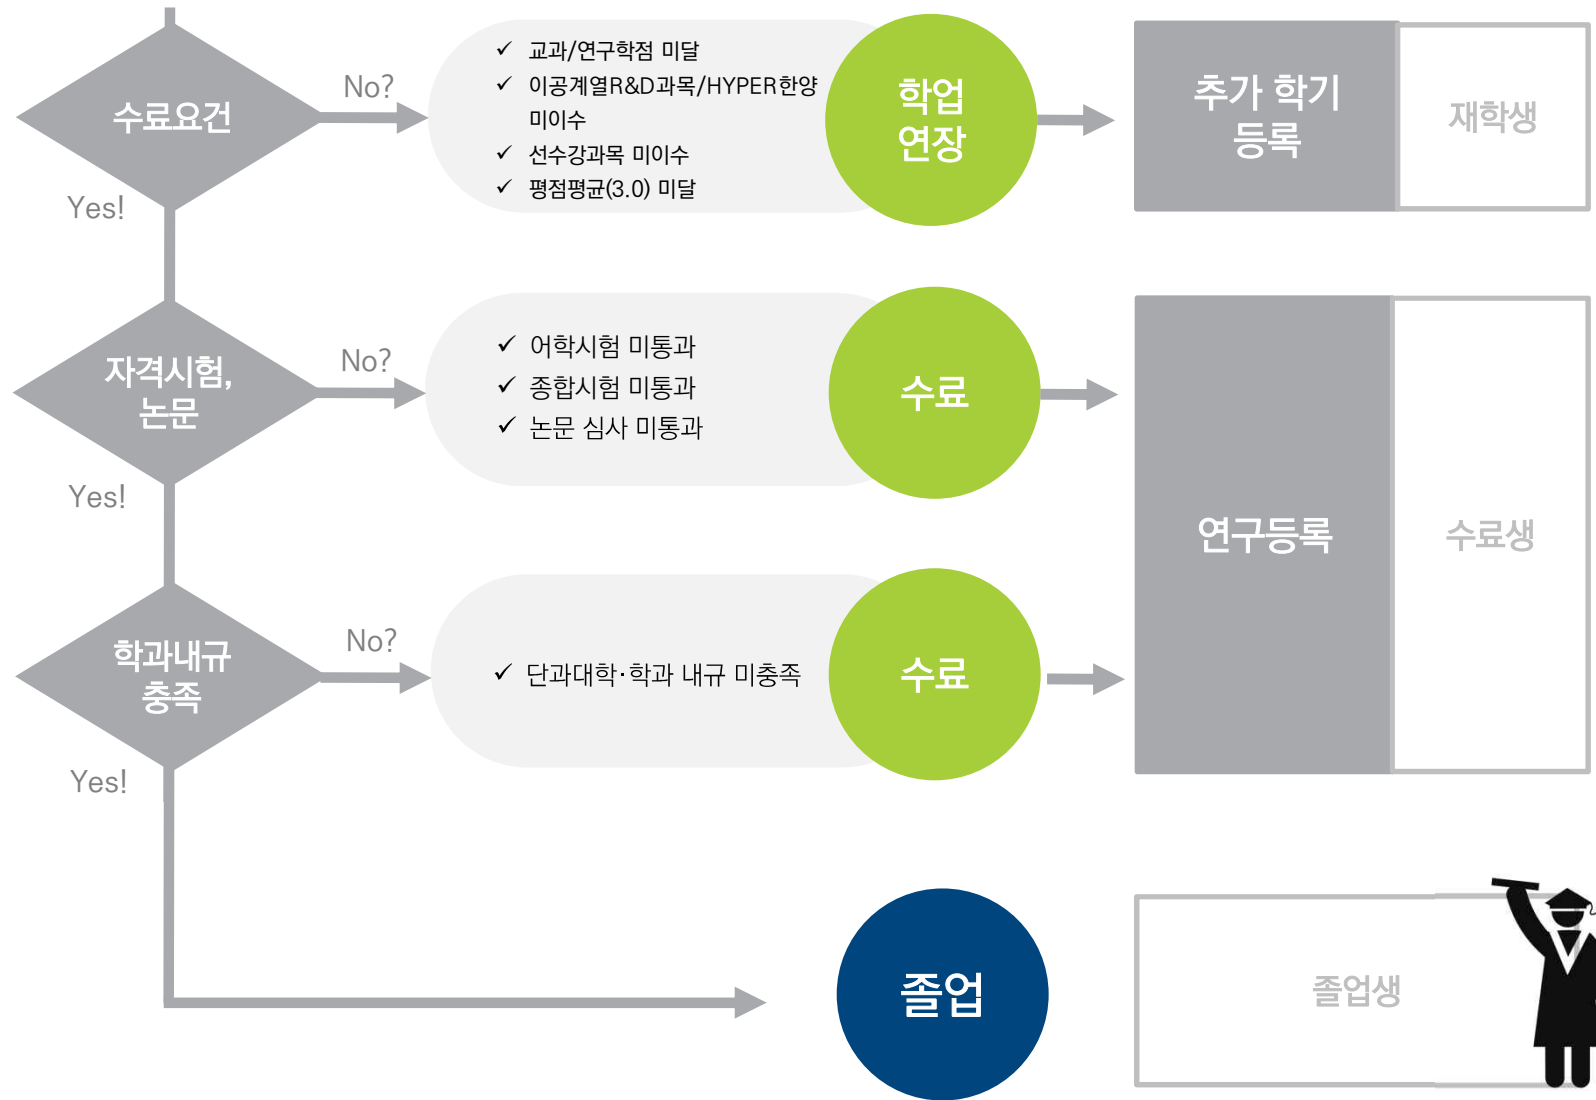 수료요건
No?
Yes!
✓ 교과/연구학점 미달
✓ 이공계열R&D과목/HYPER한양
미이수
✓ 선수강과목 미이수
✓ 평점평균(3.0) 미달
학업
연장
추가 학기
등록
재학생
자격시험,
논문
No?
Yes!
✓ 어학시험 미통과
✓ 종합시험 미통과
✓ 논문 심사 미통과
수료
연구등록
수료생
학과내규
충족
No?
Yes!
✓ 단과대학·학과 내규 미충족
수료
졸업
졸업생